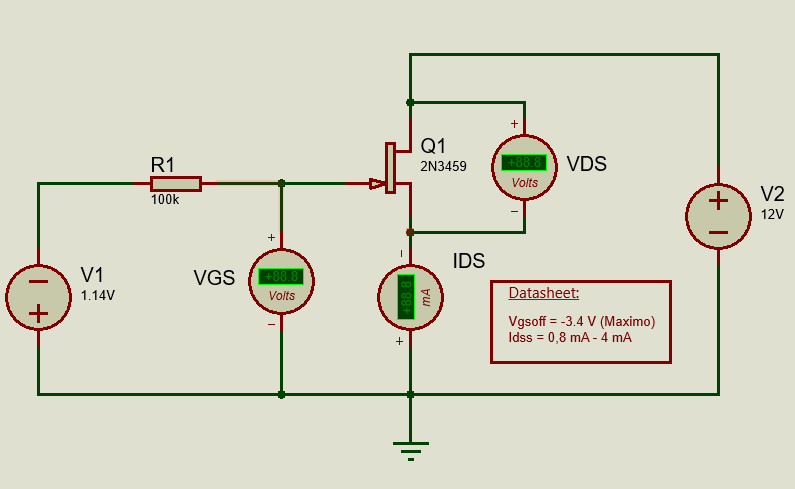 Q1
2N3459
R1
100k
+88.8
Volts
VDS
V2
12V
V1
1.14V
VGS
+88.8
Volts
IDS
+88.8
mA
Datasheet:
Vgsoff = -3.4 V (Maximo)
Idss = 0,8 mA - 4 mA